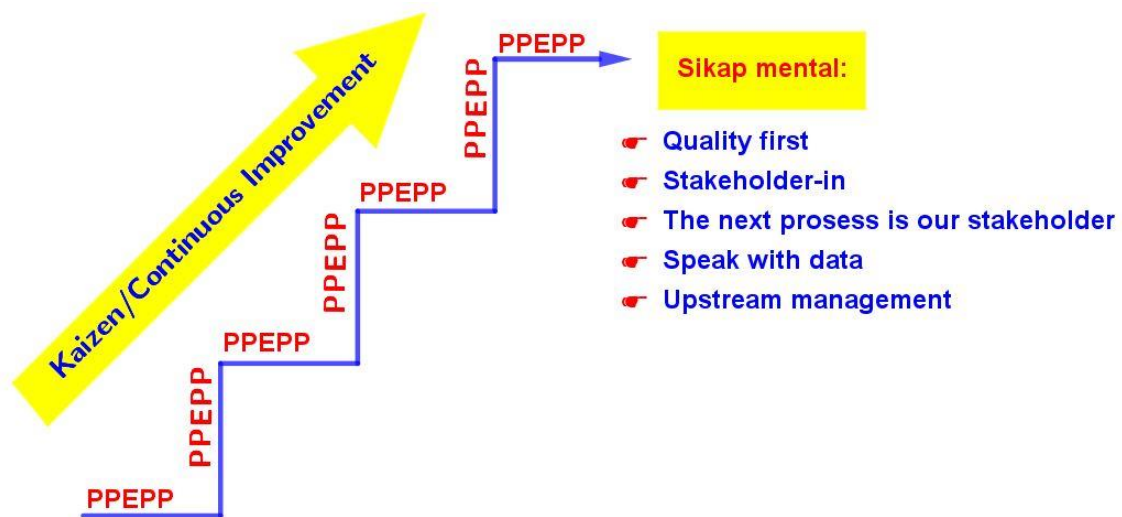 Kaizen/Continuous Improvement
PPEPP
PPEPP
PPEPP
PPEPP
PPEPP
PPEPP
PPEPP
Sikap mental:
Quality first
Stakeholder-in
The next prosess is our stakeholder
Speak with data
Upstream management